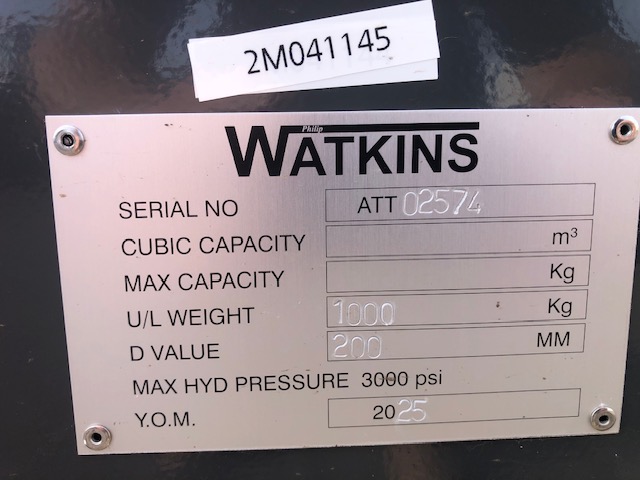 2M041145
Philip
WATKINS
SERIAL NO ATT 02574
CUBIC CAPACITY m³
MAX CAPACITY Kg
U/L WEIGHT 1000 Kg
D VALUE 200 MM
MAX HYD PRESSURE 3000 psi
Y.O.M. 2025